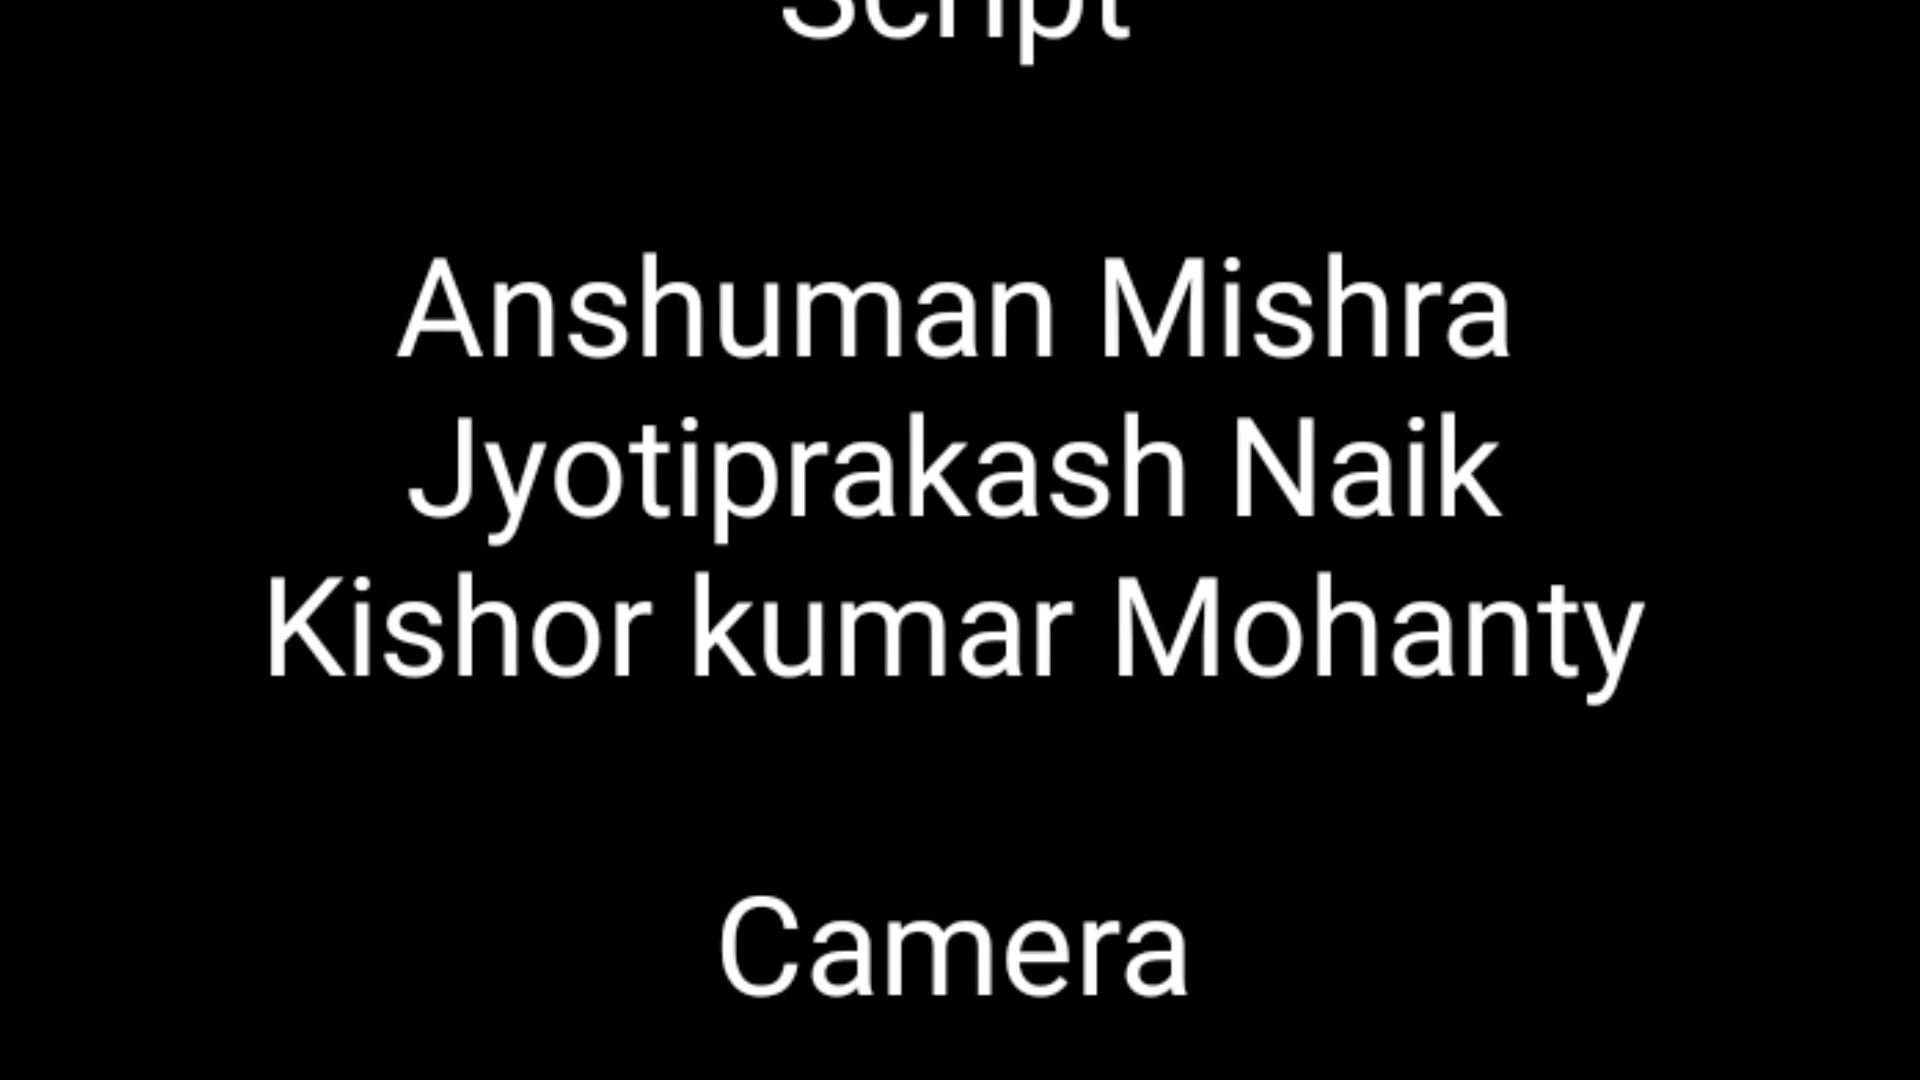 Script
Anshuman Mishra
Jyotiprakash Naik
Kishor kumar Mohanty
Camera